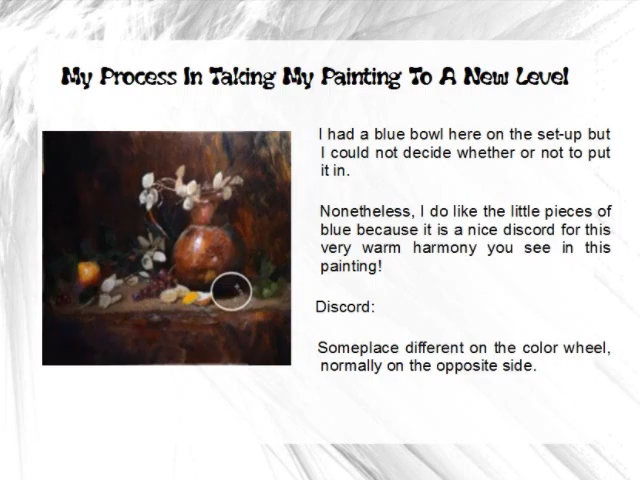 My Process In Taking My Painting To A New Level
I had a blue bowl here on the set-up but
I could not decide whether or not to put
it in.
Nonetheless, I do like the little pieces of
blue because it is a nice discord for this
very warm harmony you see in this
painting!
Discord:
Someplace different on the color wheel,
normally on the opposite side.